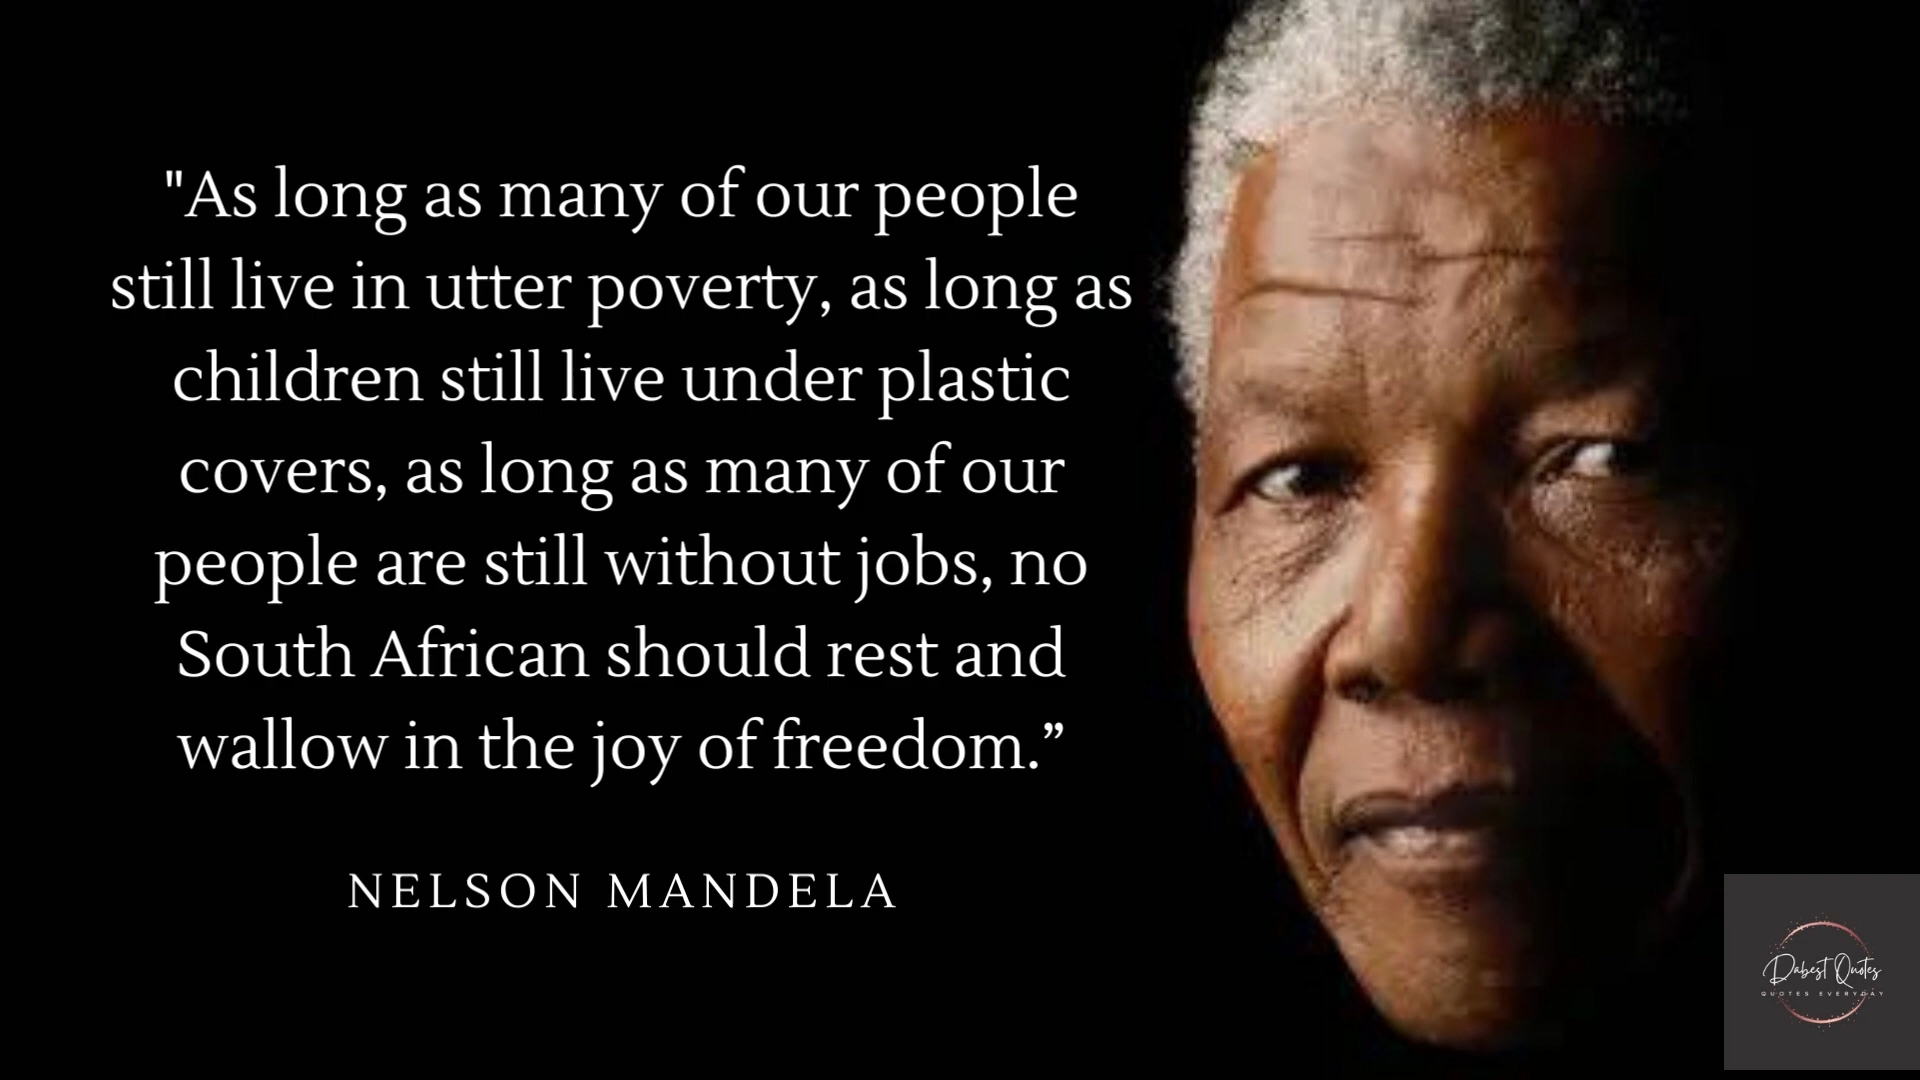 "As long as many of our people
still live in utter poverty, as long as
children still live under plastic
covers, as long as many of our
people are still without jobs, no
South African should rest and
wallow in the joy of freedom.”
NELSON MANDELA
Dabest Quotes
QUOTES EVERYDAY